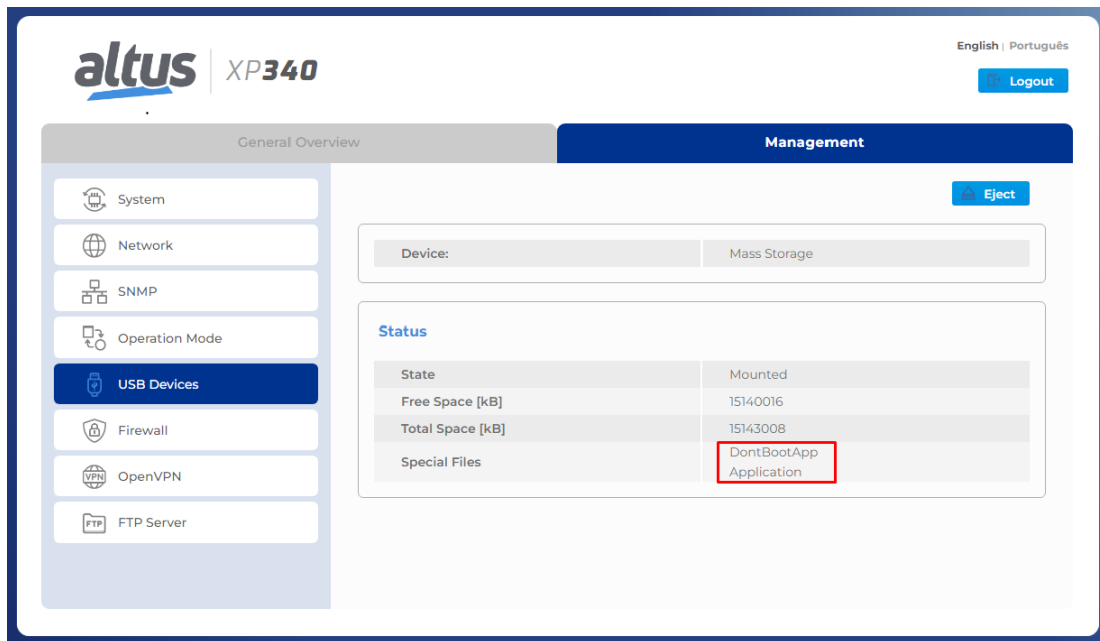 altus XP340
English | Português
Logout
General Overview
Management
System
Network
SNMP
Operation Mode
USB Devices
Firewall
VPN OpenVPN
FTP FTP Server
Eject
Device: Mass Storage
Status
State Mounted
Free Space [kB] 15140016
Total Space [kB] 15143008
Special Files DontBootApp
Application